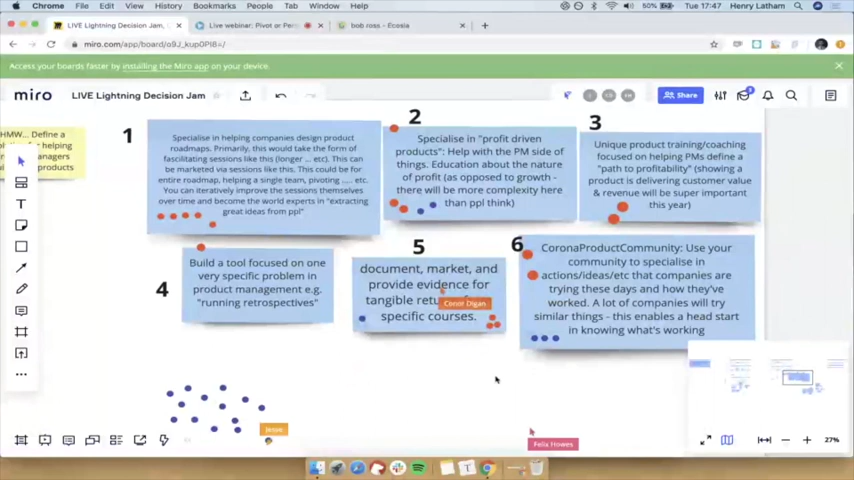 Chrome File Edit View History Bookmarks People Tab Window Help 50% Tue 17:47 Henry Latham
LIVE Lightning Decision Jam, Live webinar: Pivot or Pers bob ross - Ecosia
miro.com/app/board/o9J_kup0PI8=/
Access your boards faster by installing the Miro app on your device.
miro LIVE Lightning Decision Jam Share
HMW... Define a
for helping
managers
products
1
Specialise in helping companies design product
roadmaps. Primarily, this would take the form of
fascilitating sessions like this (longer ... etc). This can
be marketed via sessions like this. This could be for
entire roadmap, helping a single team, pivoting ..... etc.
You can iteratively improve the sessions themselves
over time and become the world experts in "extracting
great ideas from ppl"
2
Specialise in "profit driven
products": Help with the PM side of
things. Education about the nature
of profit (as opposed to growth -
there will be more complexity here
than ppl think)
3
Unique product training/coaching
focused on helping PMs define a
"path to profitability" (showing a
product is delivering customer value
& revenue will be super important
this year)
4
Build a tool focused on one
very specific problem in
product management e.g.
"running retrospectives"
5
document, market, and
provide evidence for
tangible
specific courses.
Conor Digan
6
CoronaProductCommunity: Use your
community to specialise in
actions/ideas/etc that companies are
trying these days and how they've
worked. A lot of companies will try
similar things - this enables a head start
in knowing what's working
Jesse
Felix Howes
27%